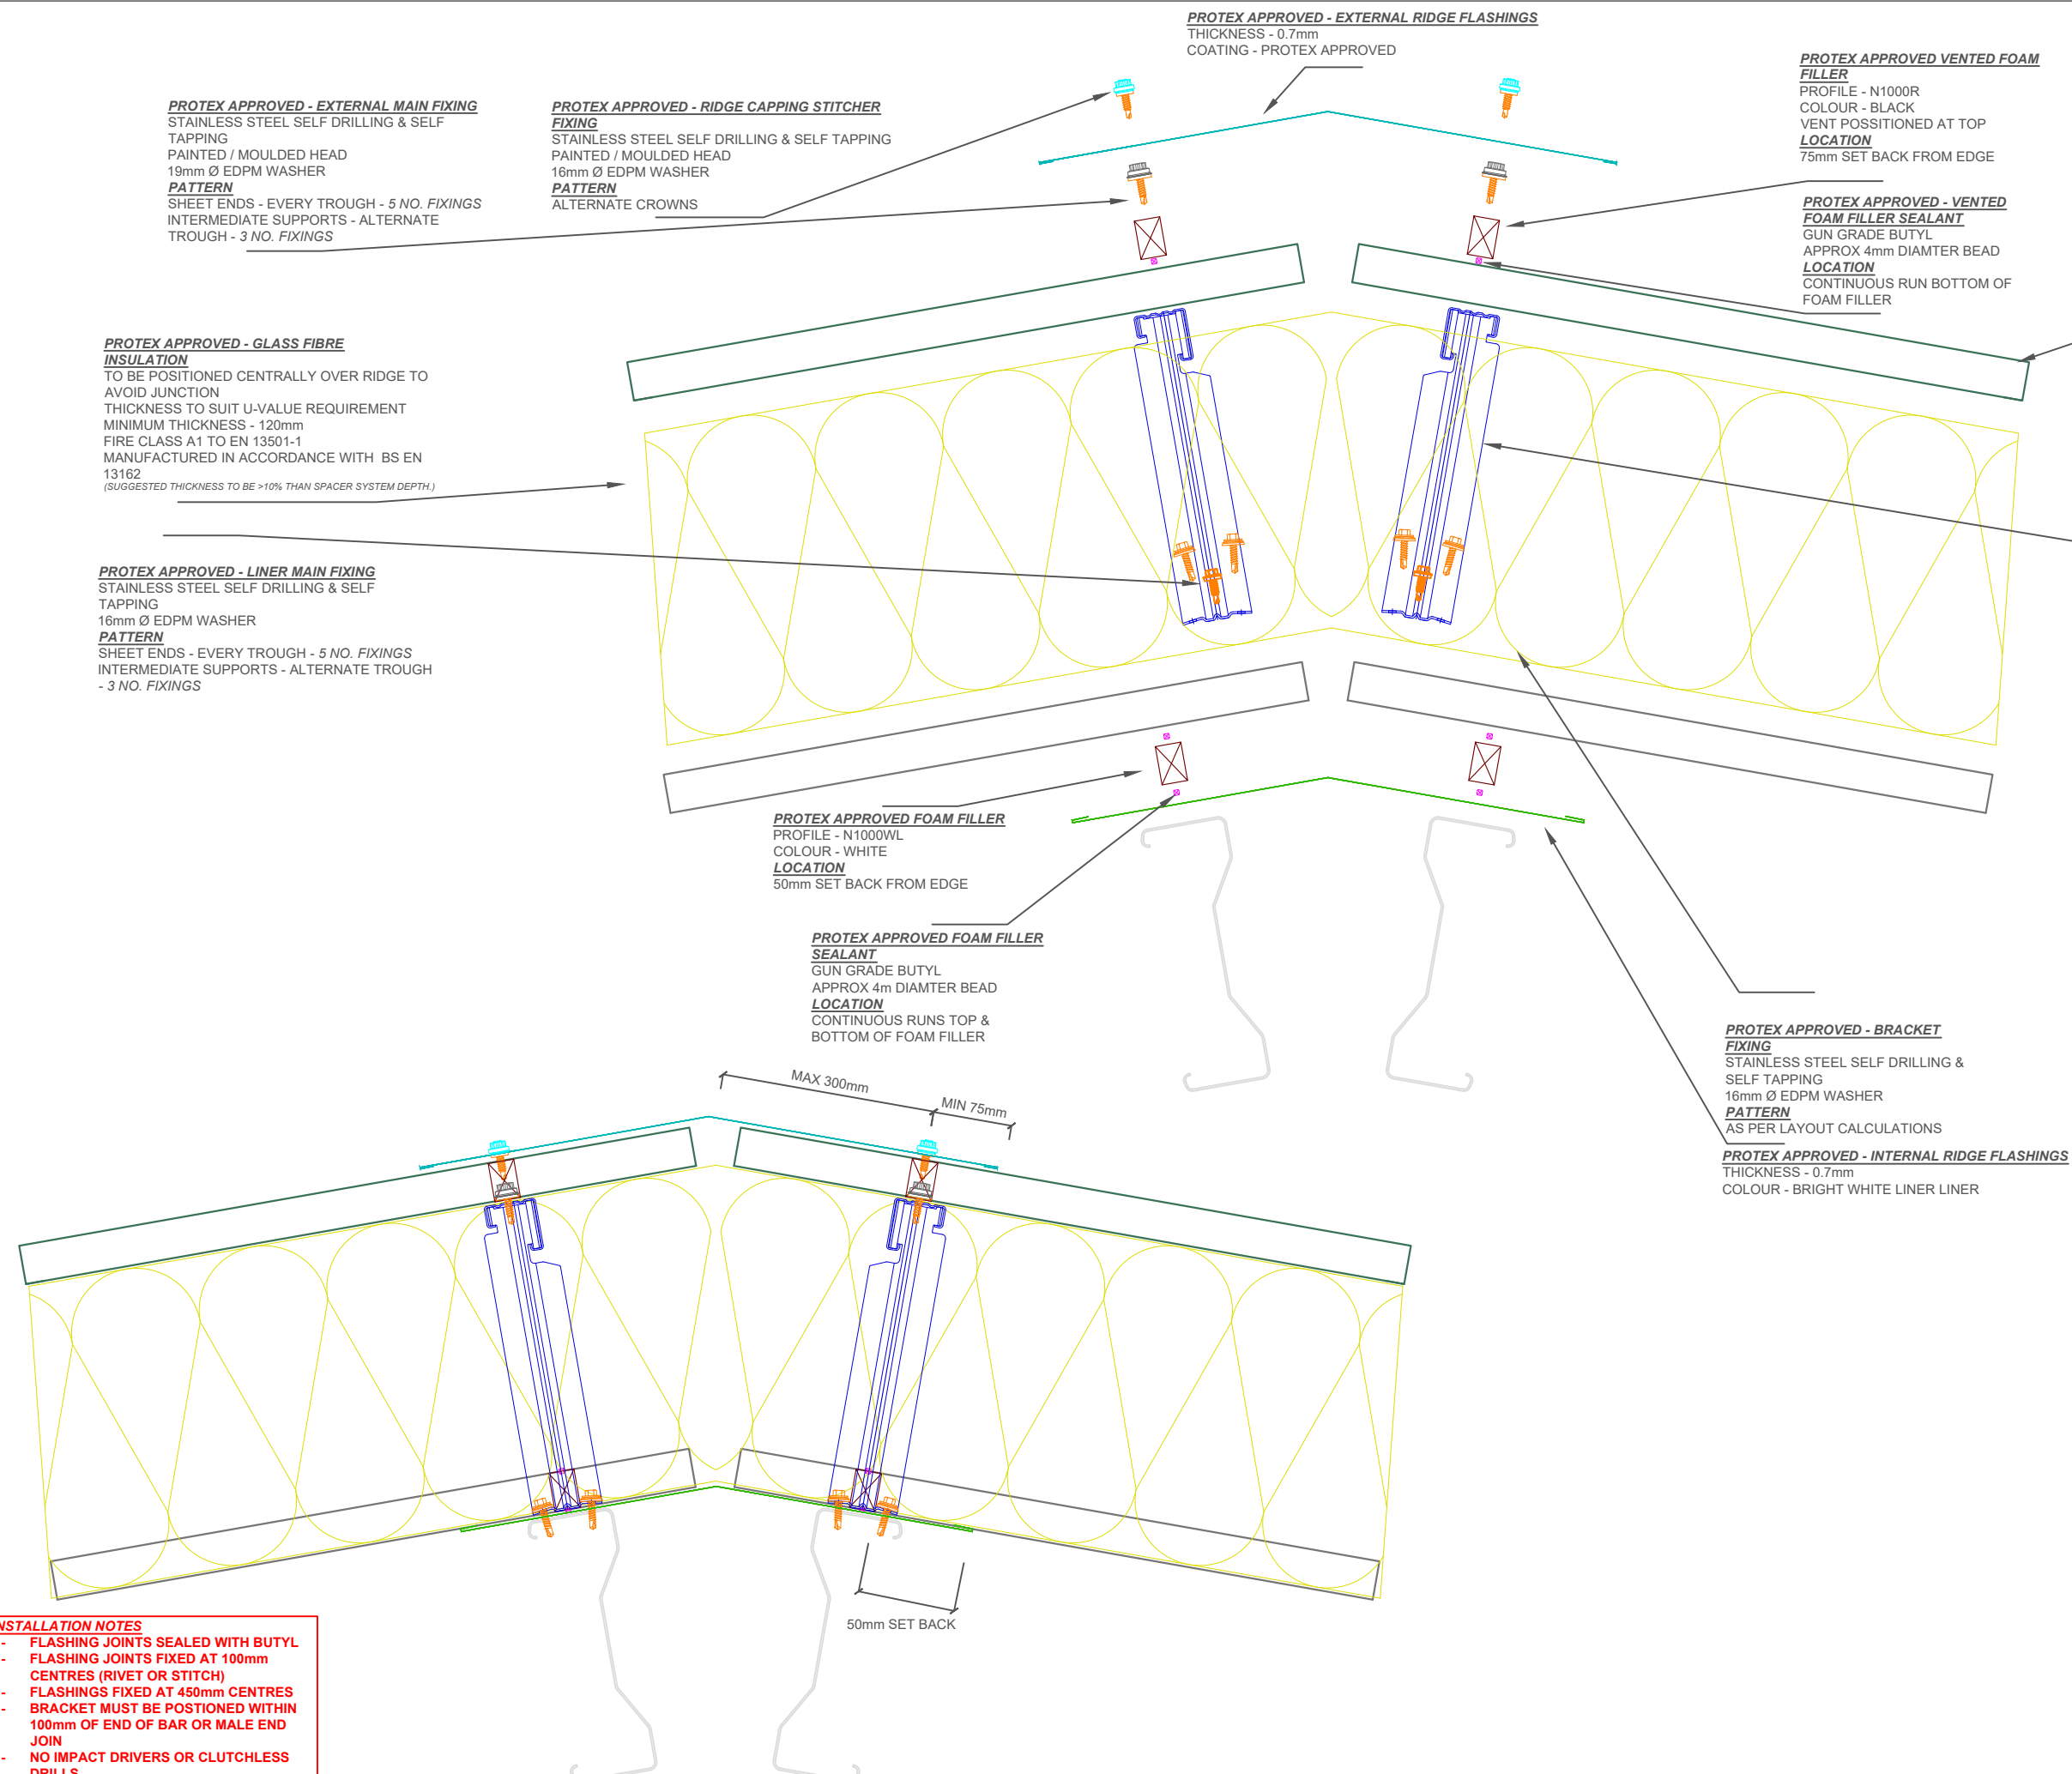 PROTEX APPROVED - EXTERNAL RIDGE FLASHINGS
THICKNESS - 0.7mm
COATING - PROTEX APPROVED
PROTEX APPROVED VENTED FOAM
FILLER
PROFILE - N1000R
COLOUR - BLACK
VENT POSSITIONED AT TOP
LOCATION
75mm SET BACK FROM EDGE
PROTEX APPROVED - EXTERNAL MAIN FIXING
STAINLESS STEEL SELF DRILLING & SELF
TAPPING
PAINTED / MOULDED HEAD
19mm Ø EDPM WASHER
PATTERN
SHEET ENDS - EVERY TROUGH - 5 NO. FIXINGS
INTERMEDIATE SUPPORTS - ALTERNATE
TROUGH - 3 NO. FIXINGS
PROTEX APPROVED - RIDGE CAPPING STITCHER
FIXING
STAINLESS STEEL SELF DRILLING & SELF TAPPING
PAINTED / MOULDED HEAD
16mm Ø EDPM WASHER
PATTERN
ALTERNATE CROWNS
PROTEX APPROVED - VENTED
FOAM FILLER SEALANT
GUN GRADE BUTYL
APPROX 4mm DIAMTER BEAD
LOCATION
CONTINUOUS RUN BOTTOM OF
FOAM FILLER
PROTEX APPROVED - GLASS FIBRE
INSULATION
TO BE POSITIONED CENTRALLY OVER RIDGE TO
AVOID JUNCTION
THICKNESS TO SUIT U-VALUE REQUIREMENT
MINIMUM THICKNESS - 120mm
FIRE CLASS A1 TO EN 13501-1
MANUFACTURED IN ACCORDANCE WITH BS EN
13162
(SUGGESTED THICKNESS TO BE >10% THAN SPACER SYSTEM DEPTH.)
PROTEX APPROVED - LINER MAIN FIXING
STAINLESS STEEL SELF DRILLING & SELF
TAPPING
16mm Ø EDPM WASHER
PATTERN
SHEET ENDS - EVERY TROUGH - 5 NO. FIXINGS
INTERMEDIATE SUPPORTS - ALTERNATE TROUGH
- 3 NO. FIXINGS
PROTEX APPROVED FOAM FILLER
PROFILE - N1000WL
COLOUR - WHITE
LOCATION
50mm SET BACK FROM EDGE
PROTEX APPROVED FOAM FILLER
SEALANT
GUN GRADE BUTYL
APPROX 4m DIAMTER BEAD
LOCATION
CONTINUOUS RUNS TOP &
BOTTOM OF FOAM FILLER
PROTEX APPROVED - BRACKET
FIXING
STAINLESS STEEL SELF DRILLING &
SELF TAPPING
16mm Ø EDPM WASHER
PATTERN
AS PER LAYOUT CALCULATIONS
PROTEX APPROVED - INTERNAL RIDGE FLASHINGS
THICKNESS - 0.7mm
COLOUR - BRIGHT WHITE LINER LINER
MAX 300mm
MIN 75mm
50mm SET BACK
NSTALLATION NOTES
- FLASHING JOINTS SEALED WITH BUTYL
- FLASHING JOINTS FIXED AT 100mm
CENTRES (RIVET OR STITCH)
- FLASHINGS FIXED AT 450mm CENTRES
- BRACKET MUST BE POSTIONED WITHIN
100mm OF END OF BAR OR MALE END
JOIN
- NO IMPACT DRIVERS OR CLUTCHLESS
DRILLS